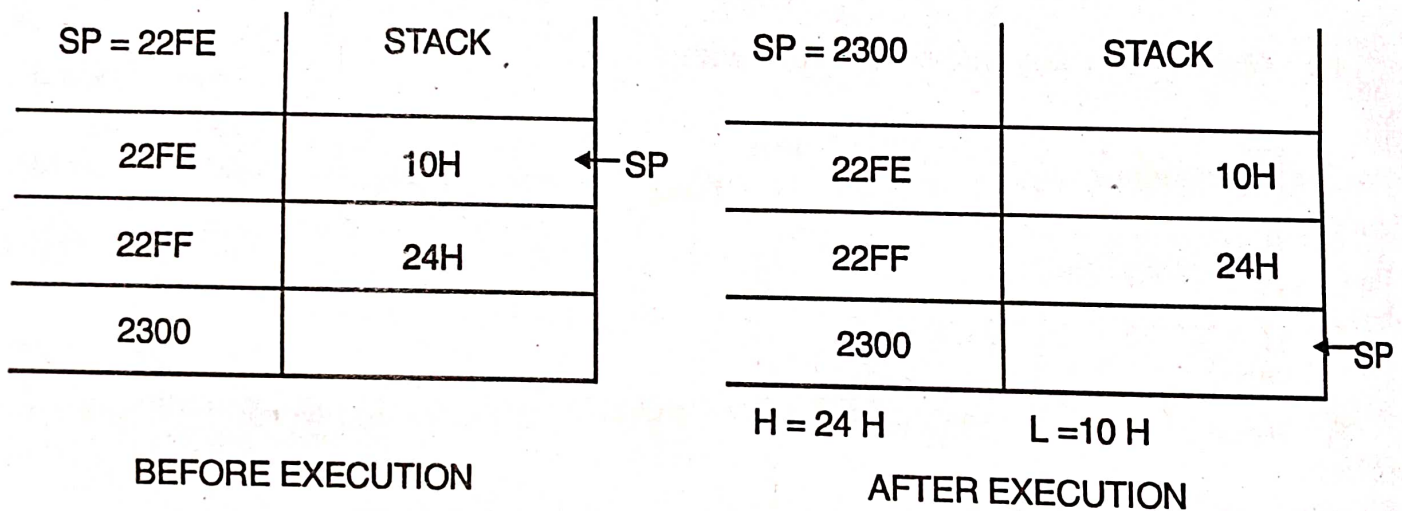 SP = 22FE STACK
22FE 10H ←SP
22FF 24H
2300
BEFORE EXECUTION
SP = 2300 STACK
22FE 10H
22FF 24H
2300 ←SP
H = 24 H L =10 H
AFTER EXECUTION